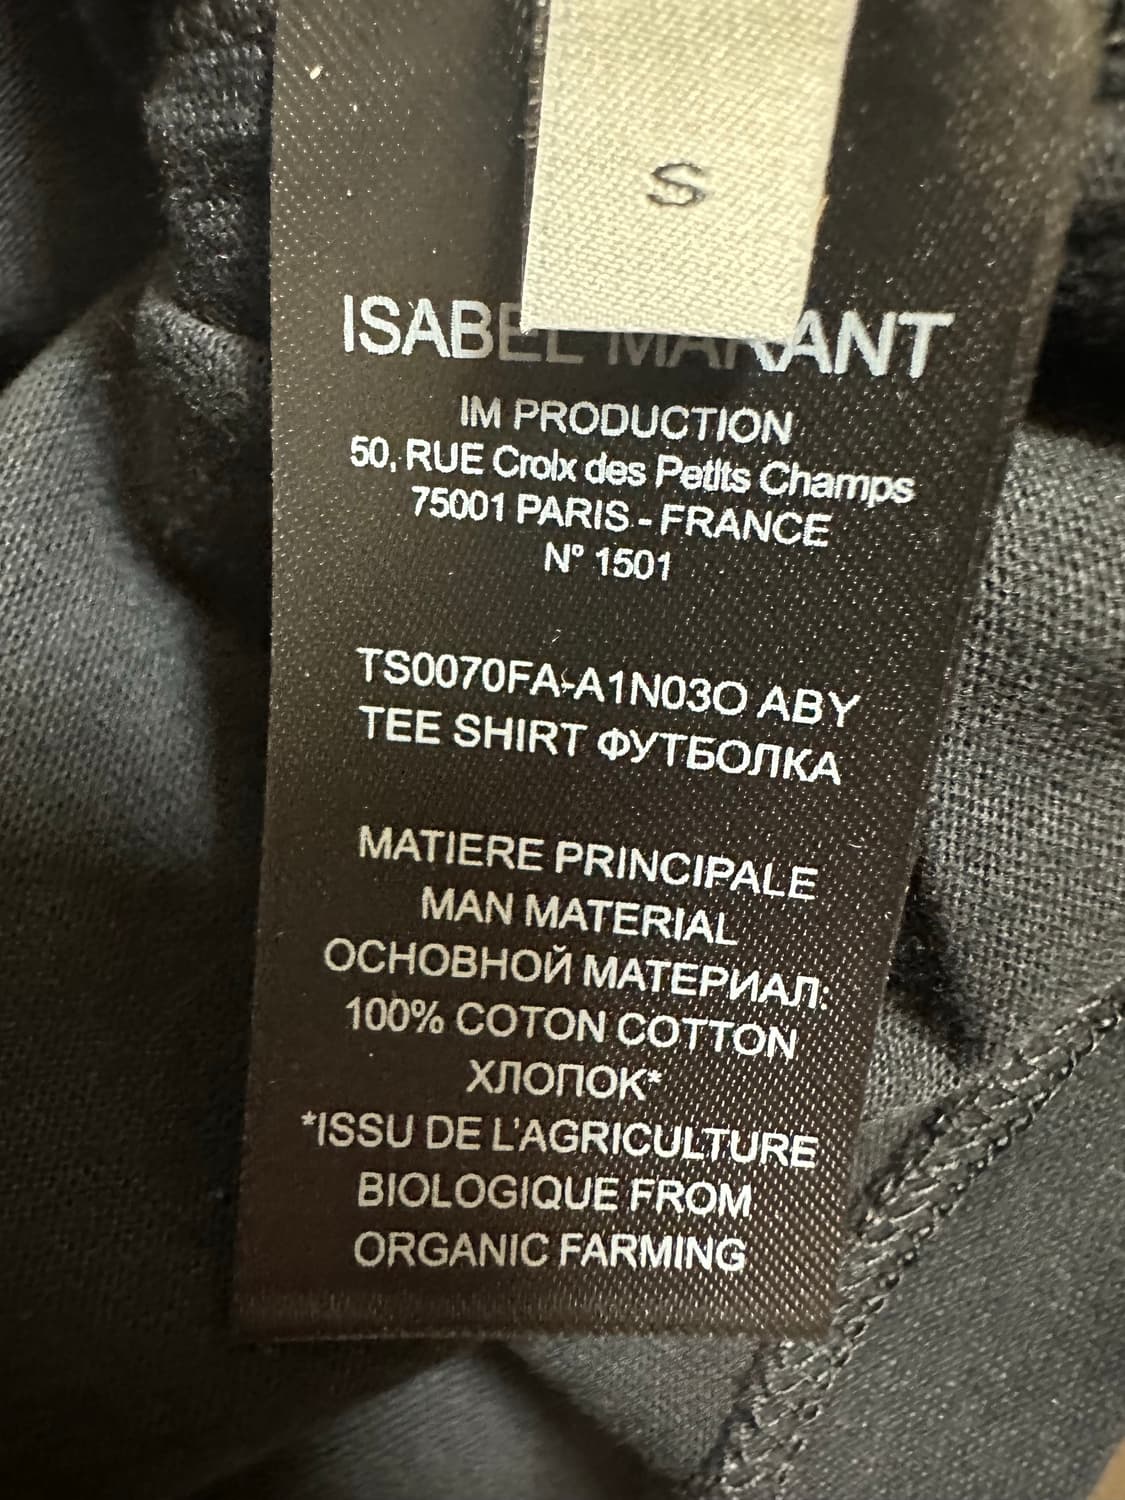 S
ISABEL MARANT
IM PRODUCTION
50, RUE Croix des Petits Champs
75001 PARIS - FRANCE
N° 1501
TS0070FA-A1N03O ABY
TEE SHIRT ФУТБОЛКА
MATIERE PRINCIPALE
MAN MATERIAL
ОСНОВНОЙ МАТЕРИАЛ:
100% COTON COTTON
ХЛОПОК*
*ISSU DE L'AGRICULTURE
BIOLOGIQUE FROM
ORGANIC FARMING